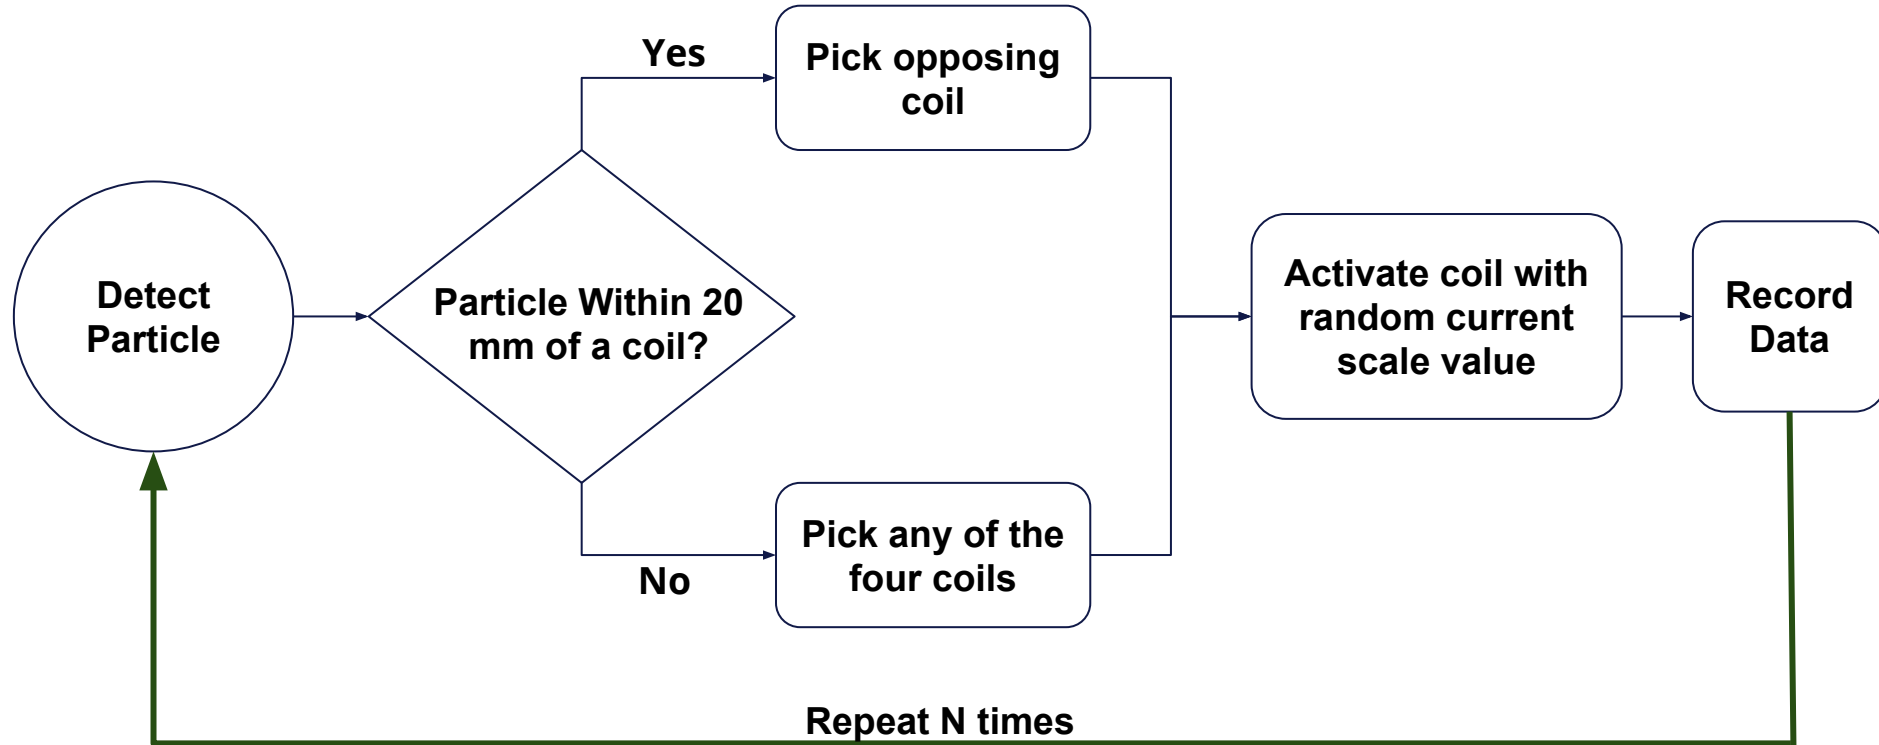 Detect
Particle
Particle Within 20
mm of a coil?
Yes
Pick opposing
coil
No
Pick any of the
four coils
Activate coil with
random current
scale value
Record
Data
Repeat N times